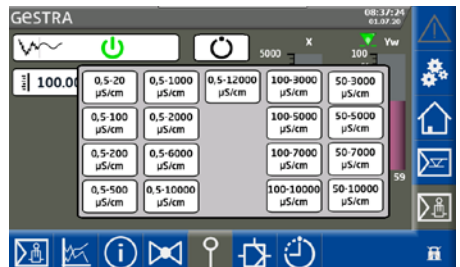 GESTRA
08:37:24
01.07.20
5000
X
100
Yw
100.00
0,5-20 µS/cm
0,5-1000 µS/cm
0,5-12000 µS/cm
100-3000 µS/cm
50-3000 µS/cm
0,5-100 µS/cm
0,5-2000 µS/cm
100-5000 µS/cm
50-5000 µS/cm
0,5-200 µS/cm
0,5-6000 µS/cm
100-7000 µS/cm
50-7000 µS/cm
59
0,5-500 µS/cm
0,5-10000 µS/cm
100-10000 µS/cm
50-10000 µS/cm